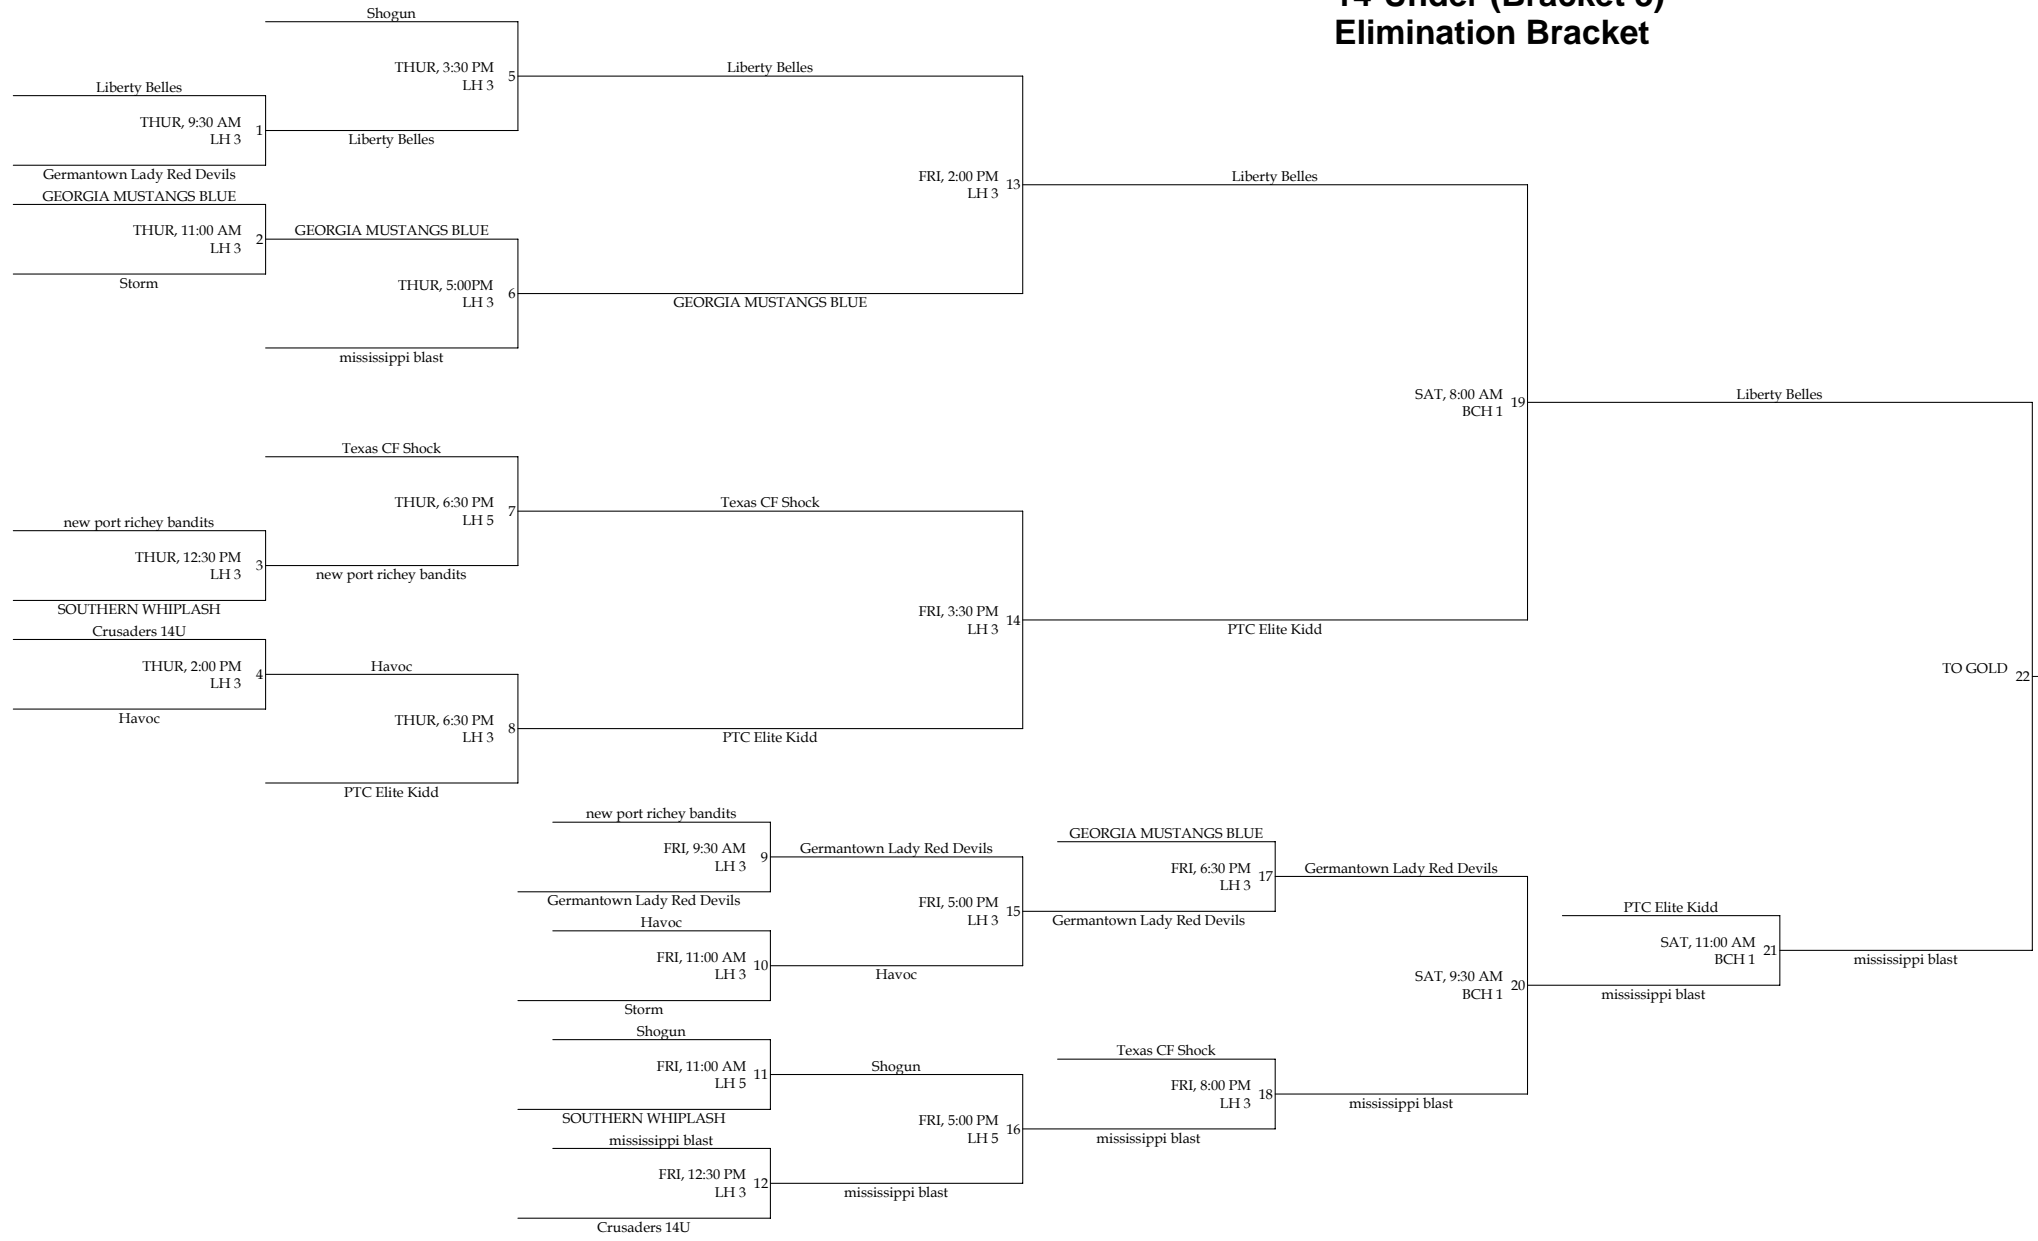 14-Under (Bracket 3)
Elimination Bracket
Shogun
THUR, 3:30 PM
LH 3
5
Liberty Belles
Liberty Belles
THUR, 9:30 AM
LH 3
1
Liberty Belles
Germantown Lady Red Devils
GEORGIA MUSTANGS BLUE
THUR, 11:00 AM
LH 3
2
GEORGIA MUSTANGS BLUE
Storm
THUR, 5:00PM
LH 3
6
GEORGIA MUSTANGS BLUE
mississippi blast
FRI, 2:00 PM
LH 3
13
Liberty Belles
Texas CF Shock
THUR, 6:30 PM
LH 5
7
Texas CF Shock
new port richey bandits
THUR, 12:30 PM
LH 3
3
new port richey bandits
SOUTHERN WHIPLASH
Crusaders 14U
THUR, 2:00 PM
LH 3
4
Havoc
Havoc
THUR, 6:30 PM
LH 3
8
PTC Elite Kidd
PTC Elite Kidd
FRI, 3:30 PM
LH 3
14
PTC Elite Kidd
SAT, 8:00 AM
BCH 1
19
Liberty Belles
TO GOLD
22
new port richey bandits
FRI, 9:30 AM
LH 3
9
Germantown Lady Red Devils
Germantown Lady Red Devils
Havoc
FRI, 11:00 AM
LH 3
10
Havoc
Storm
FRI, 5:00 PM
LH 3
15
Germantown Lady Red Devils
GEORGIA MUSTANGS BLUE
FRI, 6:30 PM
LH 3
17
Germantown Lady Red Devils
Shogun
FRI, 11:00 AM
LH 5
11
Shogun
SOUTHERN WHIPLASH
mississippi blast
FRI, 12:30 PM
LH 3
12
mississippi blast
Crusaders 14U
FRI, 5:00 PM
LH 5
16
mississippi blast
Texas CF Shock
FRI, 8:00 PM
LH 3
18
mississippi blast
SAT, 9:30 AM
BCH 1
20
mississippi blast
PTC Elite Kidd
SAT, 11:00 AM
BCH 1
21
mississippi blast